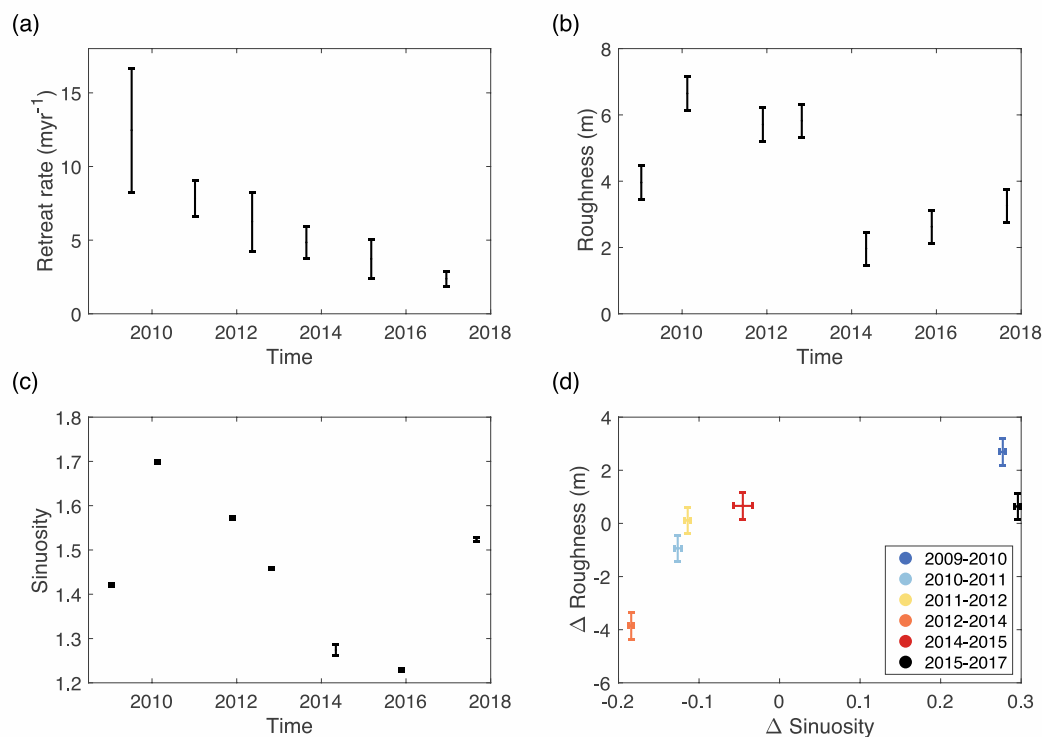 (a)
15
10
5
0
Retreat rate (myr⁻¹)
2010 2012 2014 2016 2018
Time
(b)
8
6
4
2
0
Roughness (m)
2010 2012 2014 2016 2018
Time
(c)
1.8
1.7
1.6
1.5
1.4
1.3
1.2
Sinuosity
2010 2012 2014 2016 2018
Time
(d)
4
2
0
-2
-4
-6
Δ Roughness (m)
2009-2010
2010-2011
2011-2012
2012-2014
2014-2015
2015-2017
-0.2 -0.1 0 0.1 0.2 0.3
Δ Sinuosity